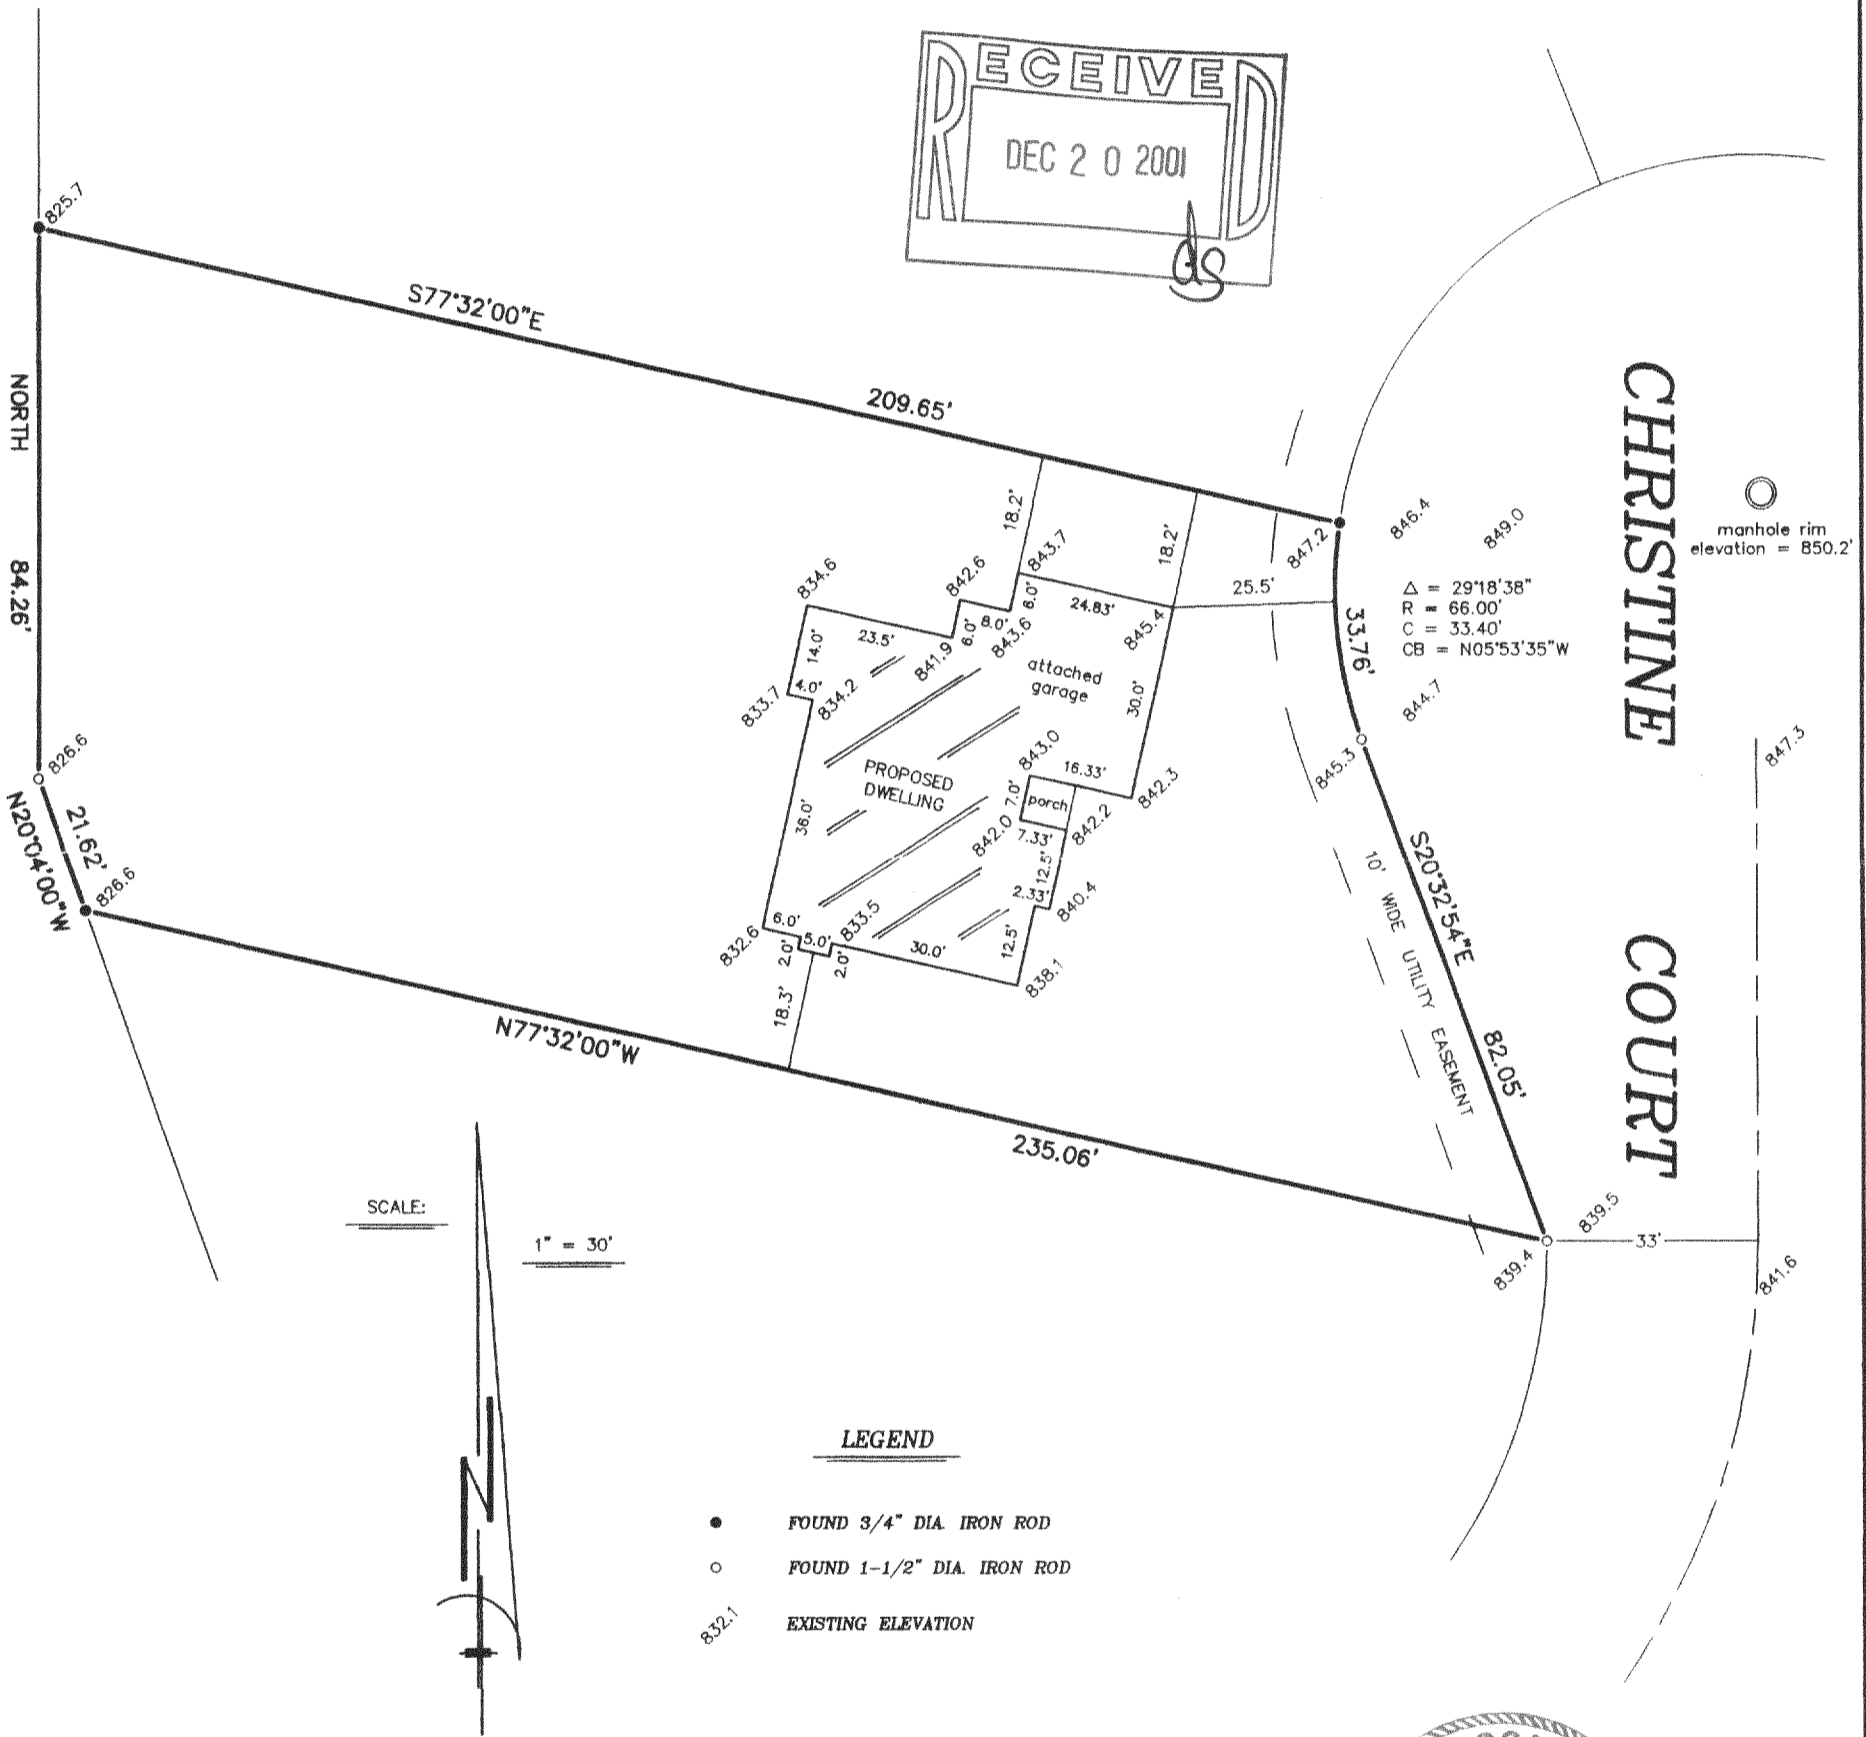 RECEIVED
DEC 2 0 2001
ds
825.7
S77°32'00"E
209.65'
NORTH 84.26'
CHRISTINE COURT
manhole rim
elevation = 850.2'
846.4
849.0
847.2
Δ = 29°18'38"
R = 66.00'
C = 33.40'
CB = N05°53'35"W
33.76'
844.7
845.3
847.3
18.2'
18.2'
25.5'
843.7
842.6
834.6
6.0'
24.83'
8.0'
6.0'
843.6
845.4
23.5'
14.0'
841.9
attached
garage
4.0'
834.2
833.7
30.0'
843.0
16.33'
842.3
PROPOSED
DWELLING
7.0'
porch
842.0
7.33'
842.2
36.0'
12.5'
2.33'
840.4
6.0'
5.0'
833.5
832.6
2.0'
2.0'
30.0'
12.5'
838.1
18.3'
S20°32'54"E
82.05'
10' WIDE UTILITY EASEMENT
826.6
21.62'
N20°04'00"W
826.6
N77°32'00"W
235.06'
839.5
33'
839.4
841.6
SCALE:
1" = 30'
N
LEGEND
FOUND 3/4" DIA. IRON ROD
FOUND 1-1/2" DIA. IRON ROD
832.1 EXISTING ELEVATION